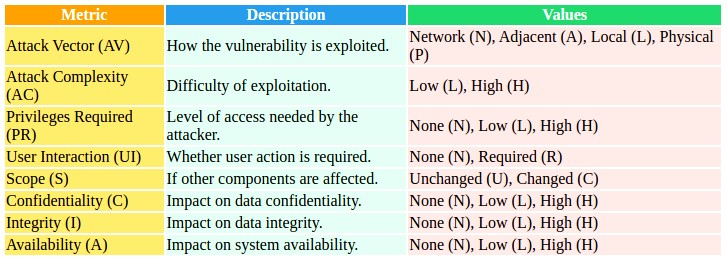 Metric Description Values
Attack Vector (AV) How the vulnerability is exploited. Network (N), Adjacent (A), Local (L), Physical
(P)
Attack Complexity
(AC) Difficulty of exploitation. Low (L), High (H)
Privileges Required
(PR) Level of access needed by the
attacker. None (N), Low (L), High (H)
User Interaction (UI) Whether user action is required. None (N), Required (R)
Scope (S) If other components are affected. Unchanged (U), Changed (C)
Confidentiality (C) Impact on data confidentiality. None (N), Low (L), High (H)
Integrity (I) Impact on data integrity. None (N), Low (L), High (H)
Availability (A) Impact on system availability. None (N), Low (L), High (H)